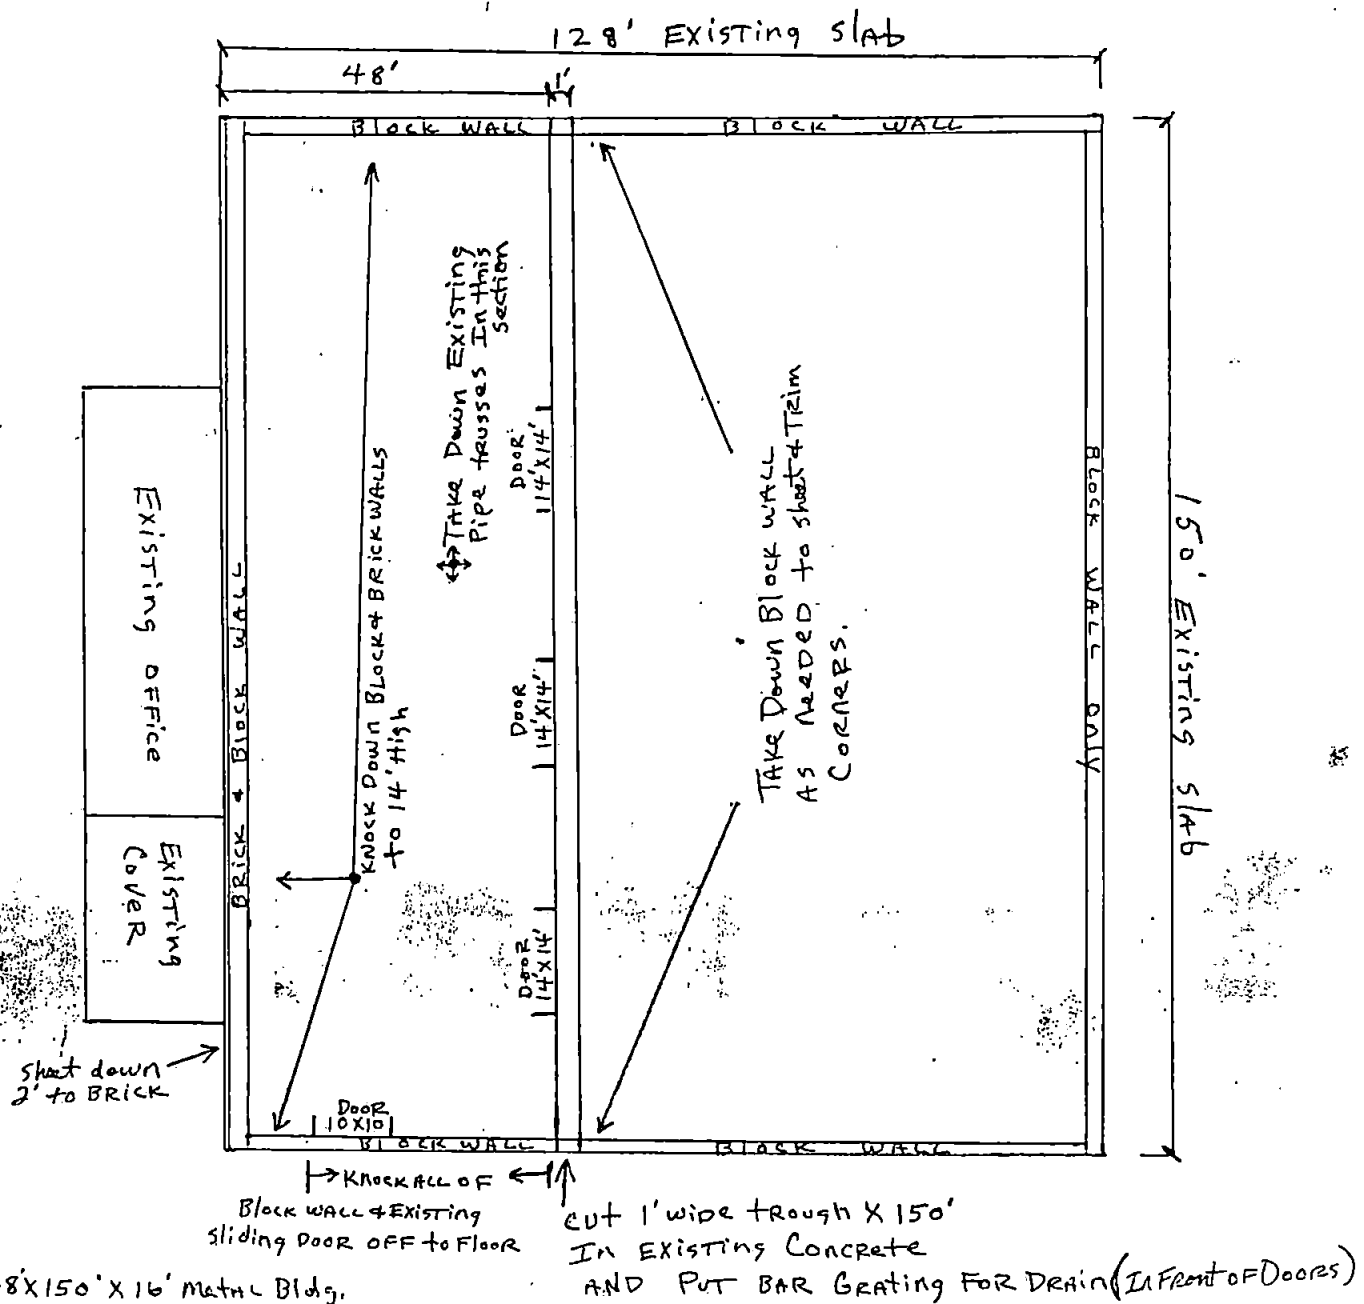 128' Existing Slab
48'
1'
Block Wall
Block Wall
Take Down Existing
Pipe trusses In this
section
Door
14'X14'
Door
14'X14'
Door
14'X14'
Knock Down Block & Brick Walls
to 14' High
Take Down Block Wall
As needed to sheet & Trim
Corners.
Existing Office
Existing
Cover
Brick & Block Wall
Block Wall Only
150' Existing Slab
sheet down
2' to Brick
Door
10X10
Block Wall
Block Wall
Knock All Of
Block Wall & Existing
Sliding Door Off to Floor
Cut 1' wide trough X 150'
In Existing Concrete
And Put Bar Grating For Drain (In Front Of Doors)
8'X150'X16' Metal Bldg.